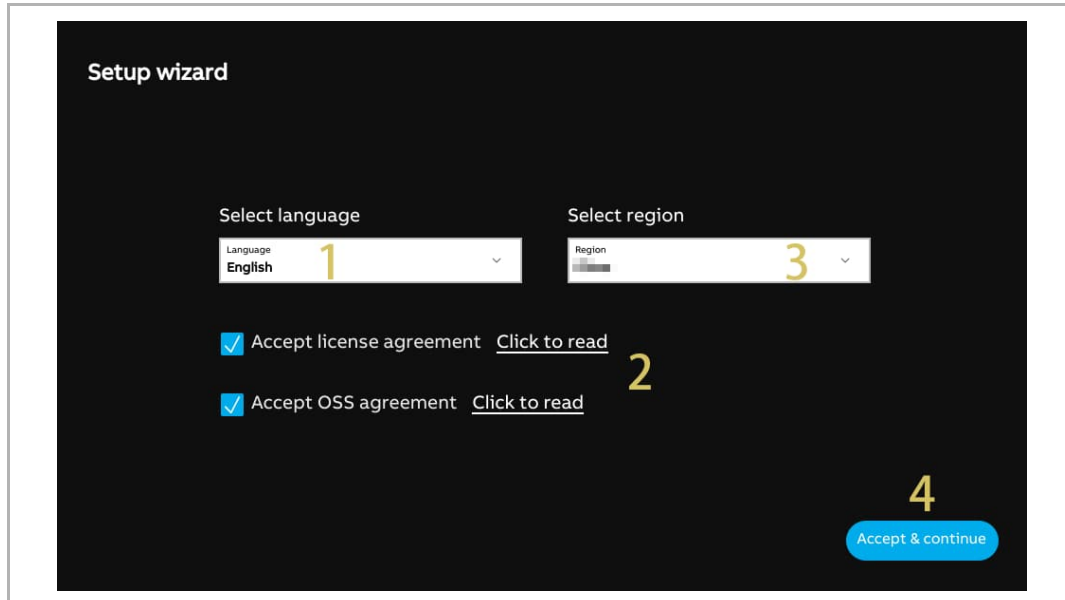 Setup wizard
Select language
Select region
Language
English
1
Region
3
Accept license agreement Click to read
2
Accept OSS agreement Click to read
4
Accept & continue